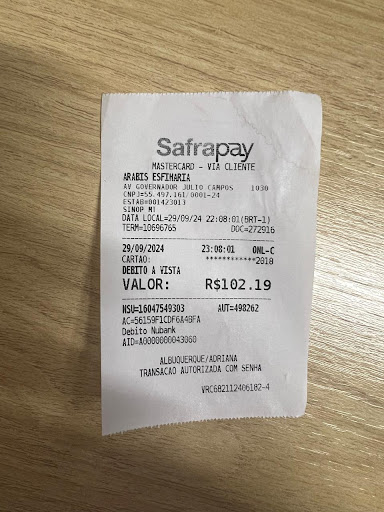 Safrapay
MASTERCARD - VIA CLIENTE
ARABIS ESFIHARIA
AV GOVERNADOR JULIO CAMPOS 1030
CNPJ=55.497.161/0001-24
ESTAB=001423013
SINOP MT
DATA LOCAL=29/09/24 22:08:01(BRT-1)
TERM=10696765 DOC=272916
29/09/2024 23:08:01 ONL-C
CARTAO: ************2018
DEBITO A VISTA
VALOR: R$102.19
NSU=16047549303 AUT=498262
AC=56159F1CDF6A4BFA
Debito Nubank
AID=A0000000043060
ALBUQUERQUE/ADRIANA
TRANSACAO AUTORIZADA COM SENHA
VRC682112406182-4